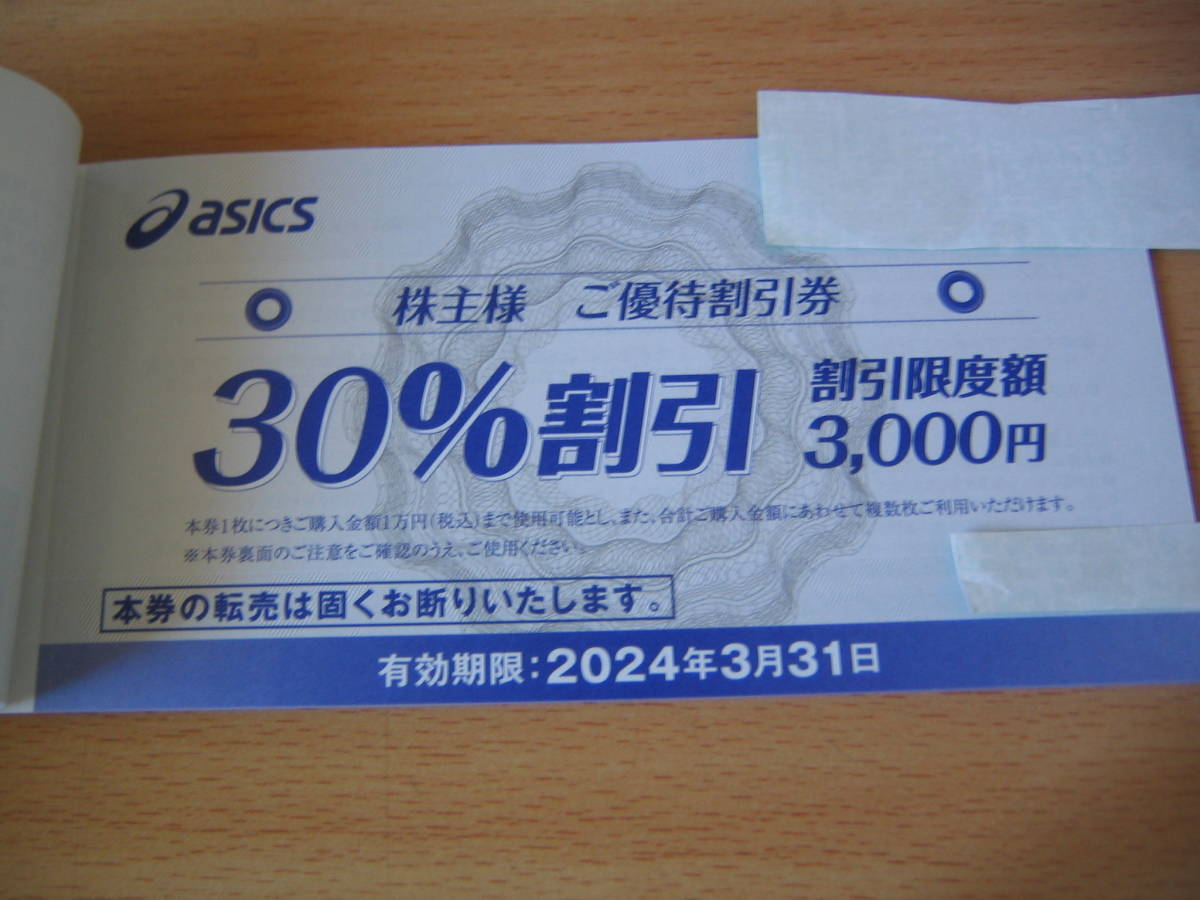 asics
株主様 ご優待割引券
30%割引
割引限度額
3,000円
本券1枚につきご購入金額1万円(税込)まで使用可能とし、また、合計ご購入金額にあわせて複数枚ご利用いただけます。
※本券裏面のご注意をご確認のうえ、ご使用ください。
本券の転売は固くお断りいたします。
有効期限:2024年3月31日